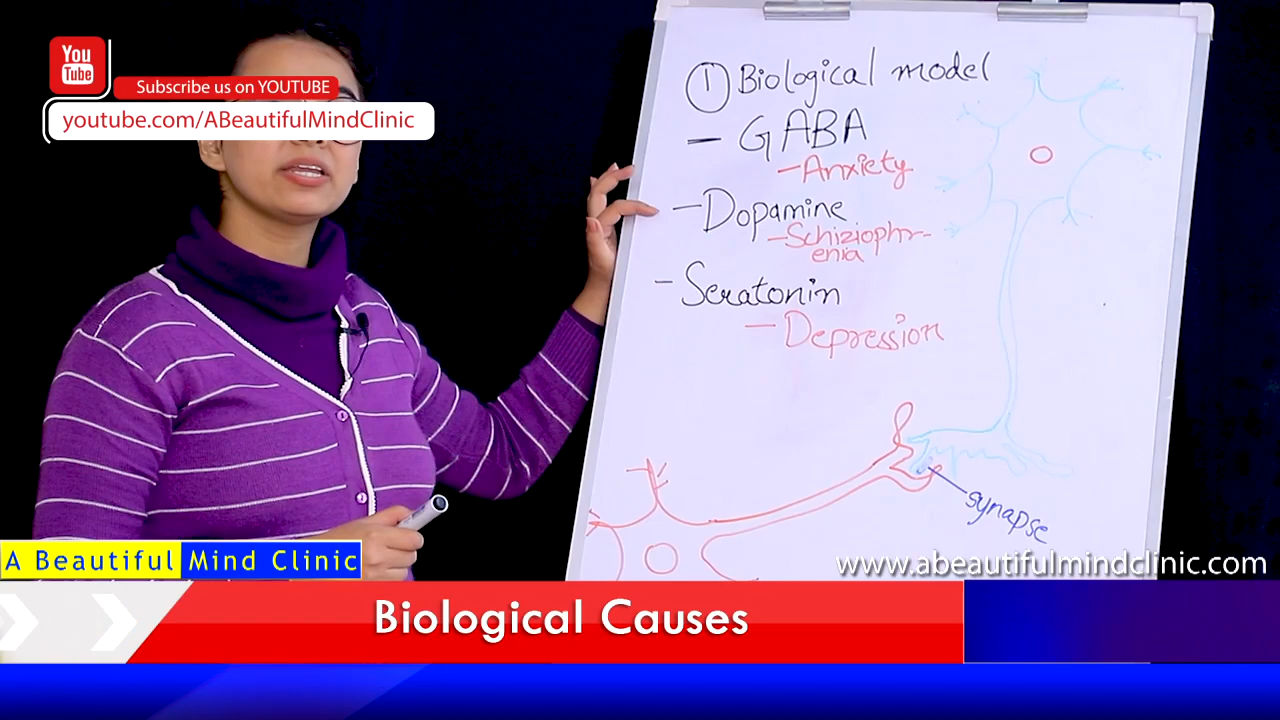 You
Tube
Subscribe us on YOUTUBE
youtube.com/ABeautifulMindClinic
① Biological model
- GABA
- Anxiety
- Dopamine
- Schiziophr-
enia
- Seratonin
- Depression
synapse
A Beautiful Mind Clinic
www.abeautifulmindclinic.com
Biological Causes